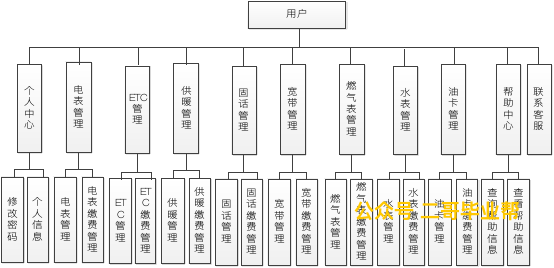 用户
个人中心
电表管理
ETC管理
供暖管理
固话管理
宽带管理
燃气表管理
水表管理
油卡管理
帮助中心
联系客服
修改密码
个人信息
电表管理
电表缴费管理
ETC管理
ETC缴费管理
供暖管理
供暖缴费管理
固话管理
固话缴费管理
宽带管理
宽带缴费管理
燃气表管理
燃气表缴费管理
水表管理
水表缴费管理
油卡管理
油卡缴费管理
查询帮助信息
查看帮助信息
公众号 二哥毕业帮